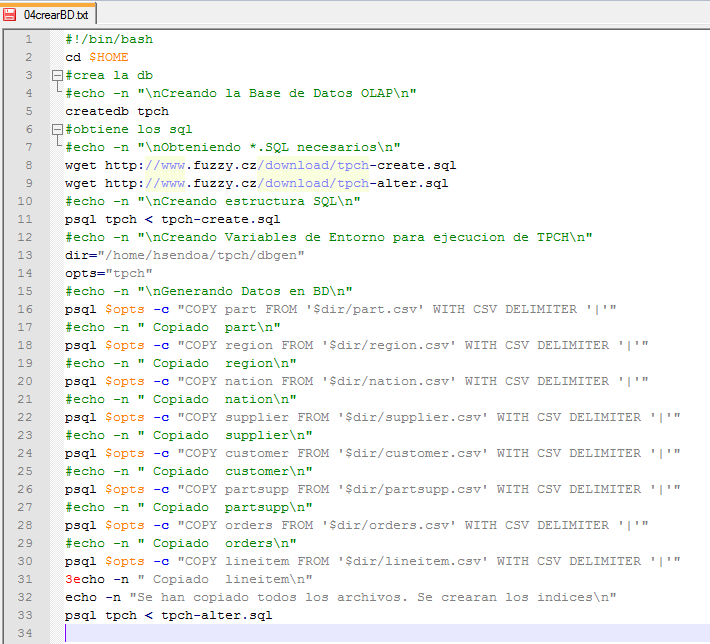 04crearBD.txt
1 #!/bin/bash
2 cd $HOME
3 #crea la db
4 #echo -n "\nCreando la Base de Datos OLAP\n"
5 createdb tpch
6 #obtiene los sql
7 #echo -n "\nObteniendo *.SQL necesarios\n"
8 wget http://www.fuzzy.cz/download/tpch-create.sql
9 wget http://www.fuzzy.cz/download/tpch-alter.sql
10 #echo -n "\nCreando estructura SQL\n"
11 psql tpch < tpch-create.sql
12 #echo -n "\nCreando Variables de Entorno para ejecucion de TPCH\n"
13 dir="/home/hsendoa/tpch/dbgen"
14 opts="tpch"
15 #echo -n "\nGenerando Datos en BD\n"
16 psql $opts -c "COPY part FROM '$dir/part.csv' WITH CSV DELIMITER '|'"
17 #echo -n " Copiado  part\n"
18 psql $opts -c "COPY region FROM '$dir/region.csv' WITH CSV DELIMITER '|'"
19 #echo -n " Copiado  region\n"
20 psql $opts -c "COPY nation FROM '$dir/nation.csv' WITH CSV DELIMITER '|'"
21 #echo -n " Copiado  nation\n"
22 psql $opts -c "COPY supplier FROM '$dir/supplier.csv' WITH CSV DELIMITER '|'"
23 #echo -n " Copiado  supplier\n"
24 psql $opts -c "COPY customer FROM '$dir/customer.csv' WITH CSV DELIMITER '|'"
25 #echo -n " Copiado  customer\n"
26 psql $opts -c "COPY partsupp FROM '$dir/partsupp.csv' WITH CSV DELIMITER '|'"
27 #echo -n " Copiado  partsupp\n"
28 psql $opts -c "COPY orders FROM '$dir/orders.csv' WITH CSV DELIMITER '|'"
29 #echo -n " Copiado  orders\n"
30 psql $opts -c "COPY lineitem FROM '$dir/lineitem.csv' WITH CSV DELIMITER '|'"
31 3echo -n " Copiado  lineitem\n"
32 echo -n "Se han copiado todos los archivos. Se crearan los indices\n"
33 psql tpch < tpch-alter.sql
34